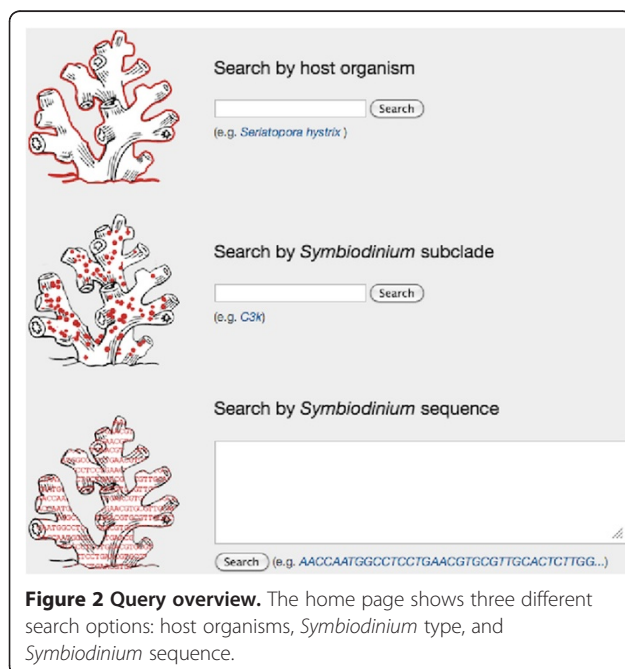 Search by host organism
Search
(e.g. Seriatopora hystrix )
Search by Symbiodinium subclade
Search
(e.g. C3k)
Search by Symbiodinium sequence
Search (e.g. AACCAATGGCCTCCTGAACGTGCGTTGCACTCTTGG...)
Figure 2 Query overview. The home page shows three different
search options: host organisms, Symbiodinium type, and
Symbiodinium sequence.